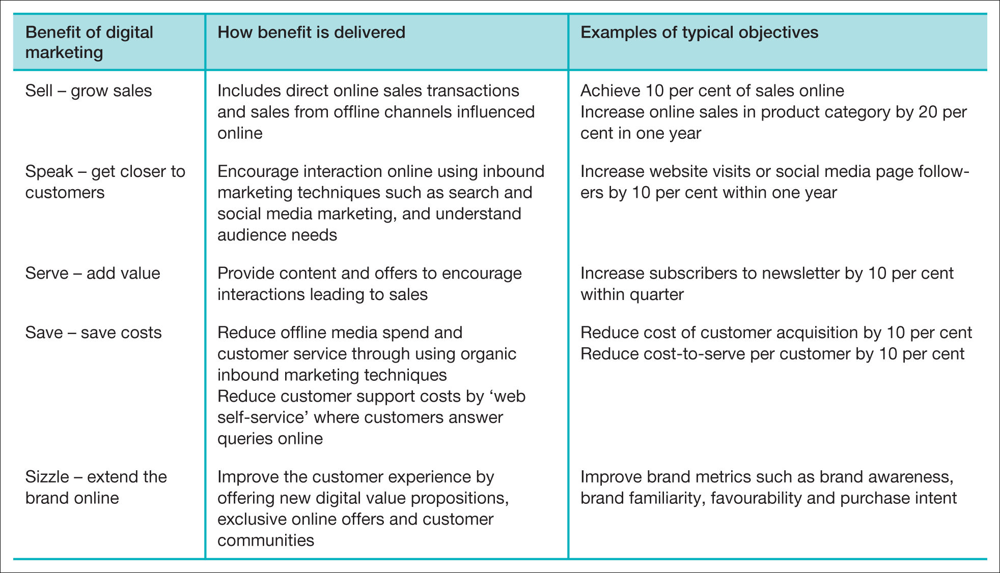 Benefit of digital
marketing
How benefit is delivered
Examples of typical objectives
Sell – grow sales
Includes direct online sales transactions
and sales from offline channels influenced
online
Achieve 10 per cent of sales online
Increase online sales in product category by 20 per
cent in one year
Speak – get closer to
customers
Encourage interaction online using inbound
marketing techniques such as search and
social media marketing, and understand
audience needs
Increase website visits or social media page follow-
ers by 10 per cent within one year
Serve – add value
Provide content and offers to encourage
interactions leading to sales
Increase subscribers to newsletter by 10 per cent
within quarter
Save – save costs
Reduce offline media spend and
customer service through using organic
inbound marketing techniques
Reduce customer support costs by ‘web
self-service’ where customers answer
queries online
Reduce cost of customer acquisition by 10 per cent
Reduce cost-to-serve per customer by 10 per cent
Sizzle – extend the
brand online
Improve the customer experience by
offering new digital value propositions,
exclusive online offers and customer
communities
Improve brand metrics such as brand awareness,
brand familiarity, favourability and purchase intent